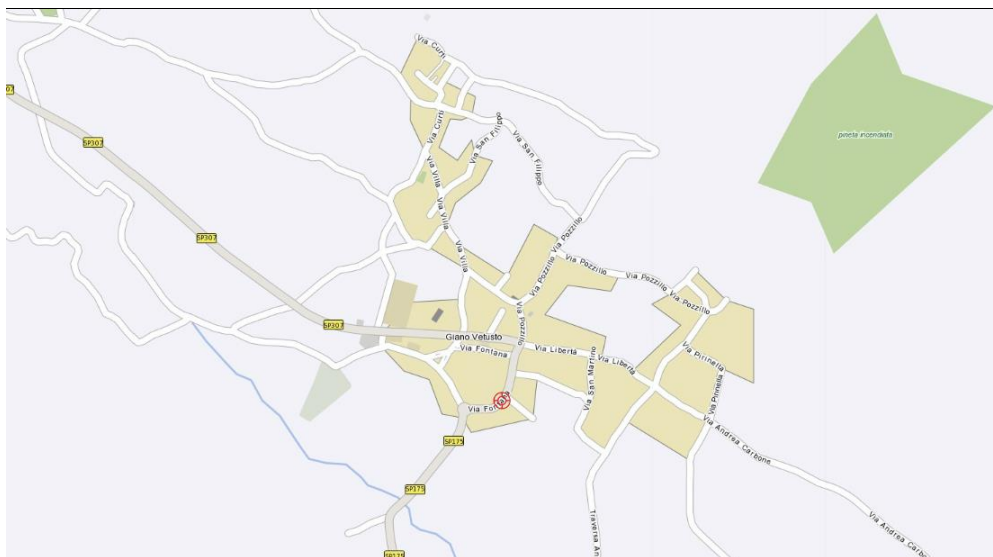 Via Curti
SP307
Via Curti
Via San Filippo
Via San Filippo
pineta incendiata
Via Villa
Via Villa
Via Villa
SP307
Via Pozzillo
Via Pozzillo
Via Pozzillo
Via Pozzillo
Via Pozzillo
Via Pozzillo
SP307
Giano Vetusto
Via Fontana
Via Libertà
Via Libertà
Via San Martino
Via Pirinella
Via Pirinella
Via
SP175
Via Andrea Carbone
SP175
Via Andrea Carbone
Traversa An
SP175